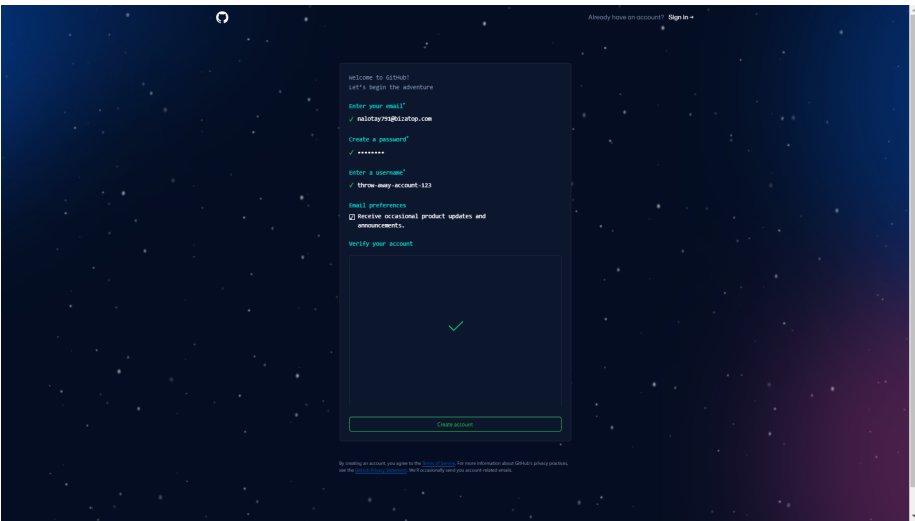 Already have an account? Sign in →
Welcome to GitHub!
Let's begin the adventure
Enter your email*
✓ nalotay791@bizatop.com
Create a password*
✓ ••••••••
Enter a username*
✓ throw-away-account-123
Email preferences
Receive occasional product updates and
announcements.
Verify your account
Create account
By creating an account, you agree to the Terms of Service. For more information about GitHub's privacy practices,
see the GitHub Privacy Statement. We'll occasionally send you account-related emails.